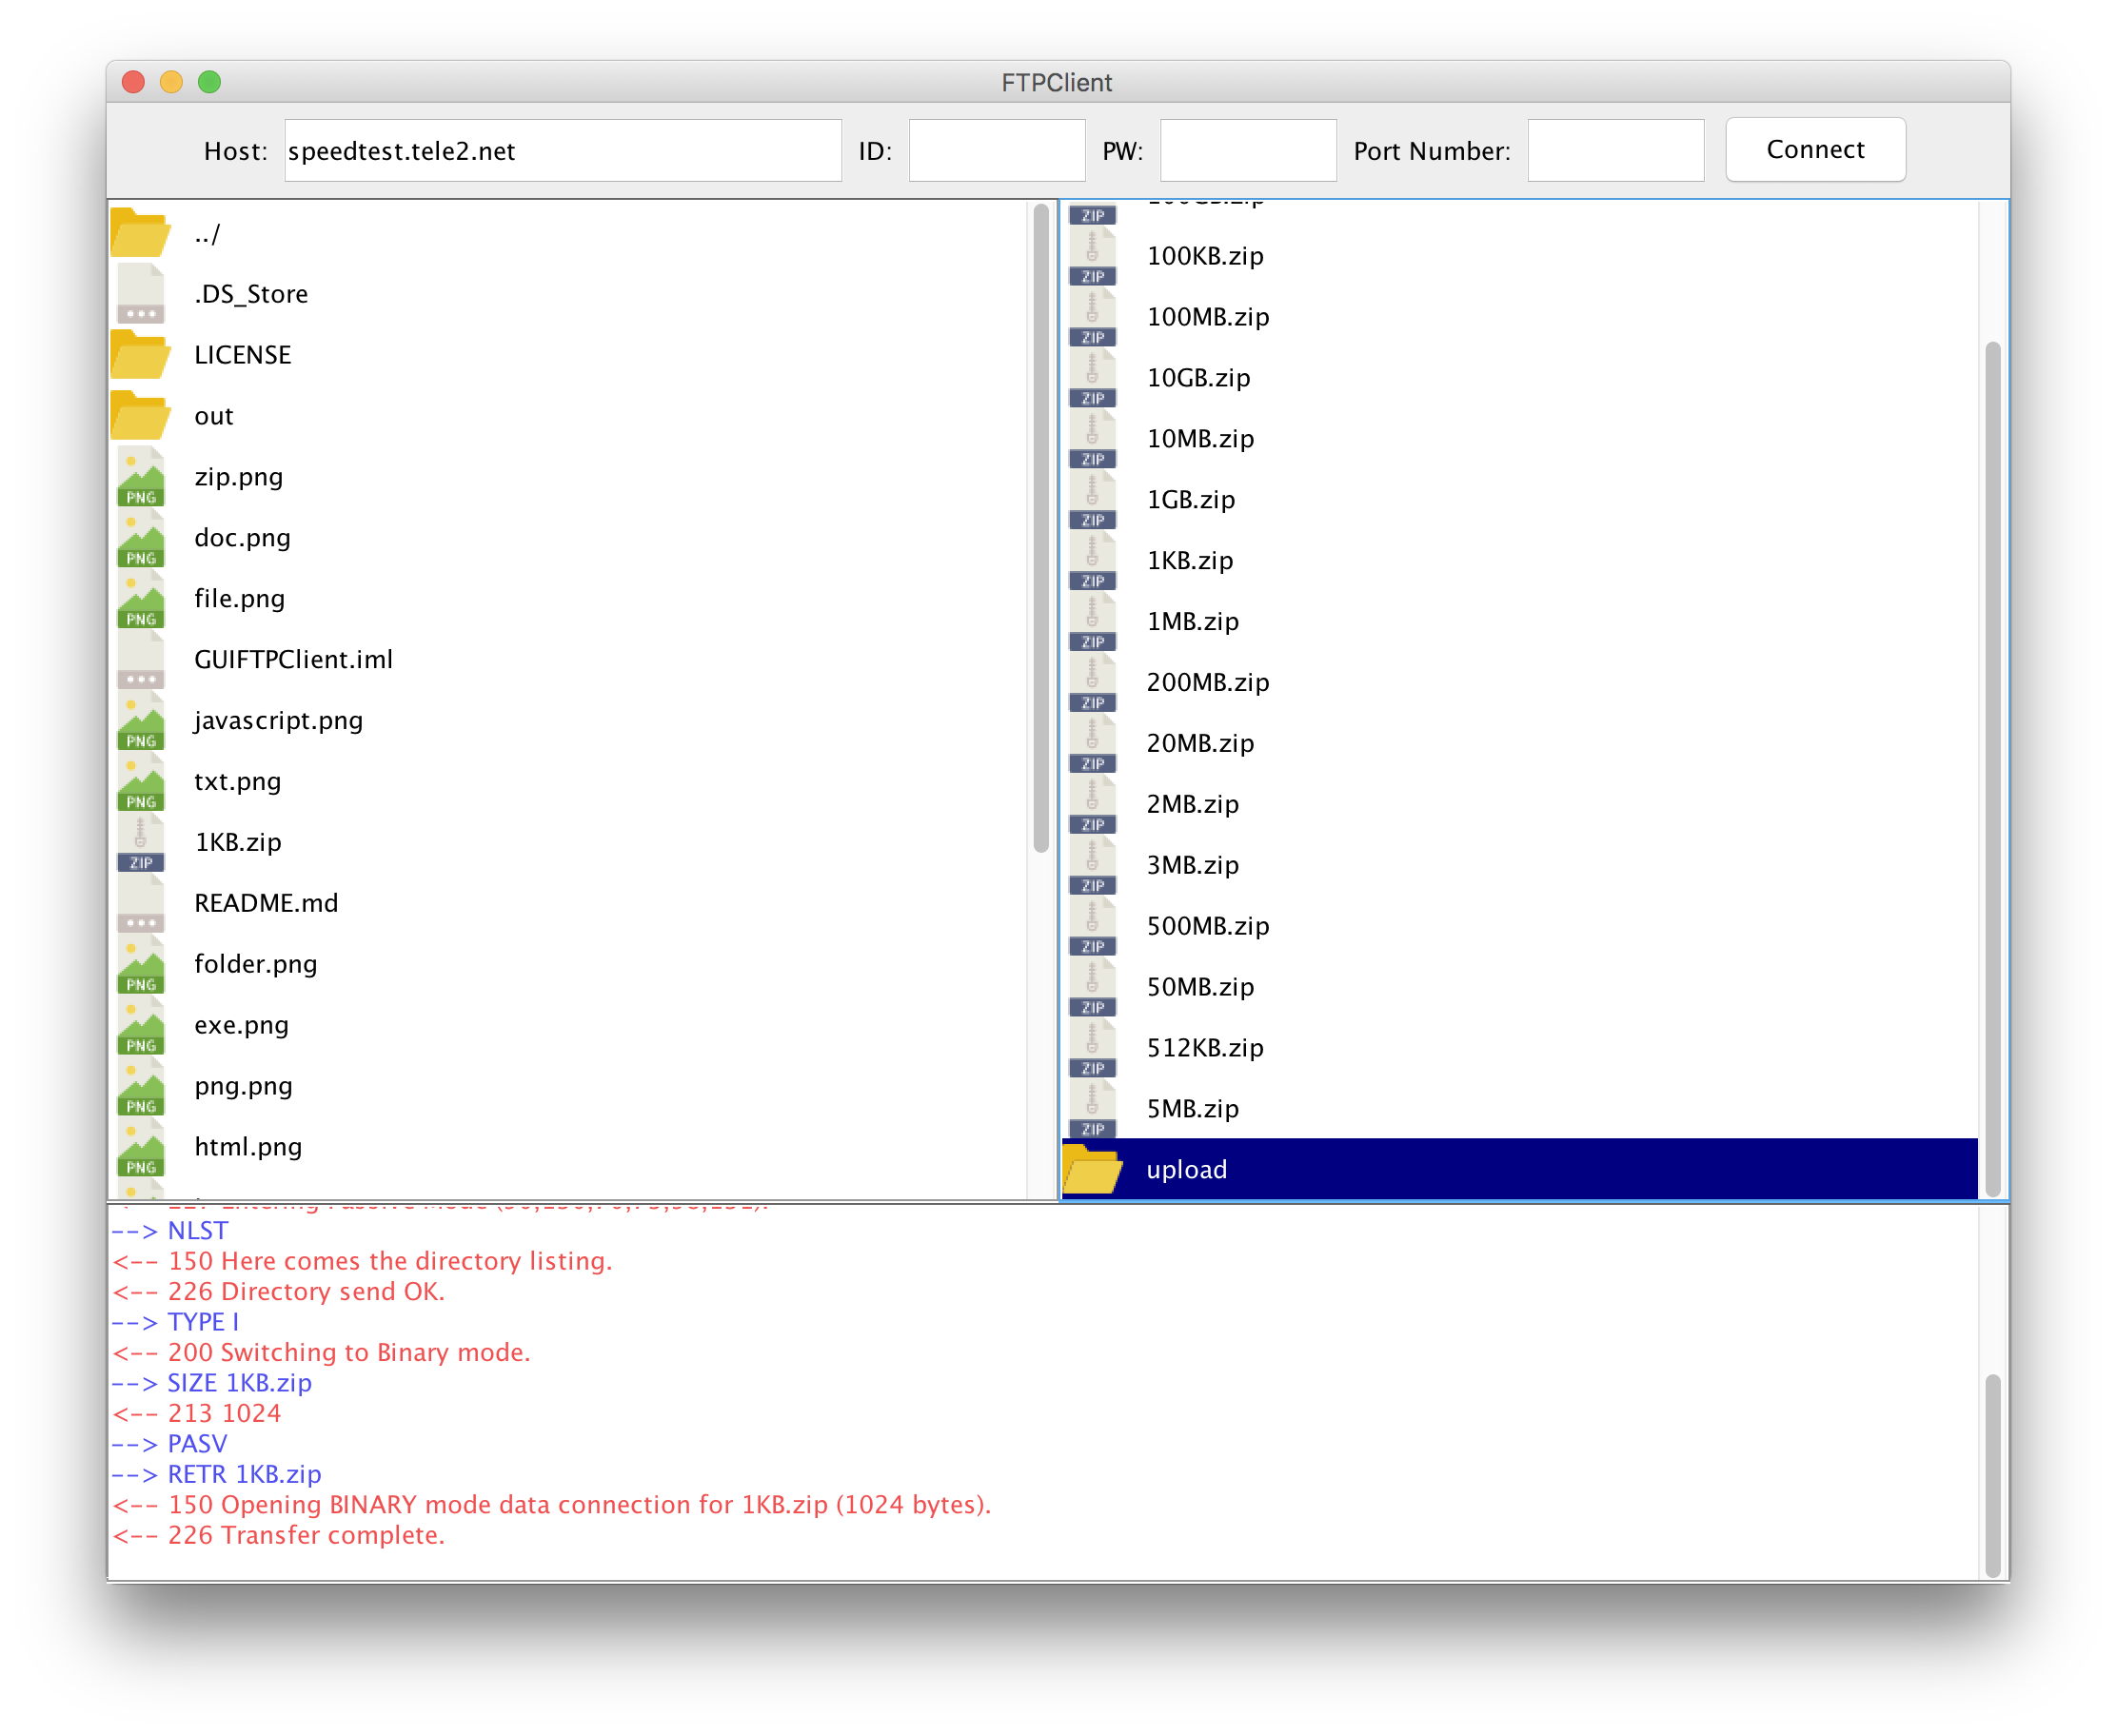 FTPClient
Host: speedtest.tele2.net ID: PW: Port Number: Connect
../
.DS_Store
LICENSE
out
PNG zip.png
PNG doc.png
PNG file.png
GUIFTPClient.iml
PNG javascript.png
PNG txt.png
ZIP 1KB.zip
README.md
PNG folder.png
PNG exe.png
PNG png.png
PNG html.png
ZIP
ZIP 100KB.zip
ZIP 100MB.zip
ZIP 10GB.zip
ZIP 10MB.zip
ZIP 1GB.zip
ZIP 1KB.zip
ZIP 1MB.zip
ZIP 200MB.zip
ZIP 20MB.zip
ZIP 2MB.zip
ZIP 3MB.zip
ZIP 500MB.zip
ZIP 50MB.zip
ZIP 512KB.zip
ZIP 5MB.zip
upload
--> NLST
<-- 150 Here comes the directory listing.
<-- 226 Directory send OK.
--> TYPE I
<-- 200 Switching to Binary mode.
--> SIZE 1KB.zip
<-- 213 1024
--> PASV
--> RETR 1KB.zip
<-- 150 Opening BINARY mode data connection for 1KB.zip (1024 bytes).
<-- 226 Transfer complete.